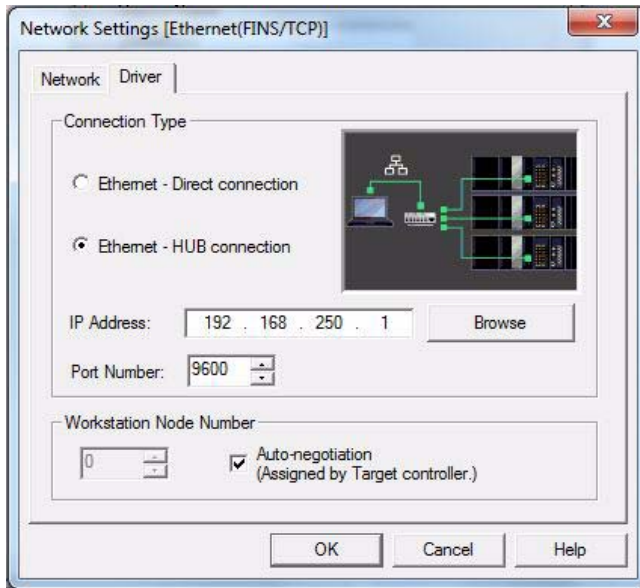 Network Settings [Ethernet(FINS/TCP)]
Network Driver
Connection Type
Ethernet - Direct connection
Ethernet - HUB connection
IP Address: 192 . 168 . 250 . 1 Browse
Port Number: 9600
Workstation Node Number
0 Auto-negotiation
(Assigned by Target controller.)
OK Cancel Help